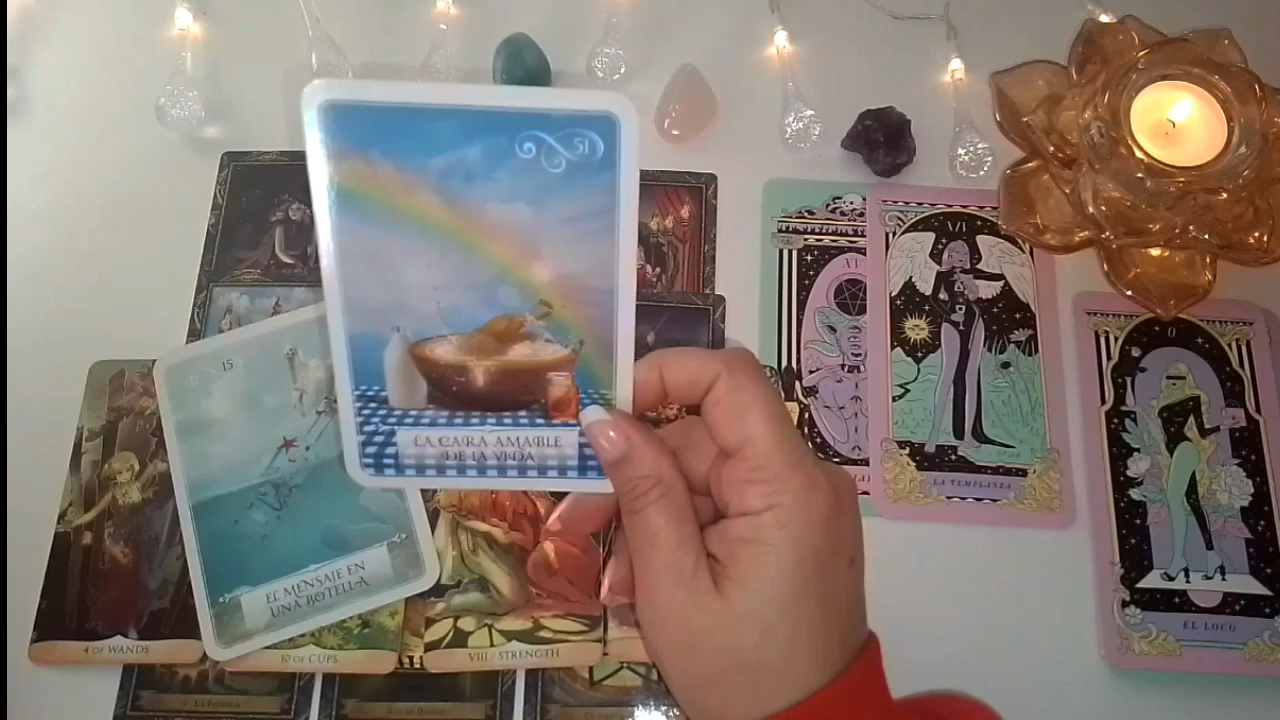 51
LA CARA AMABLE
DE LA VIDA
15
EL MENSAJE EN
UNA BOTELLA
4 OF WANDS
10 OF CUPS
VIII / STRENGTH
LA TEMPLANZA
0
EL LOCO